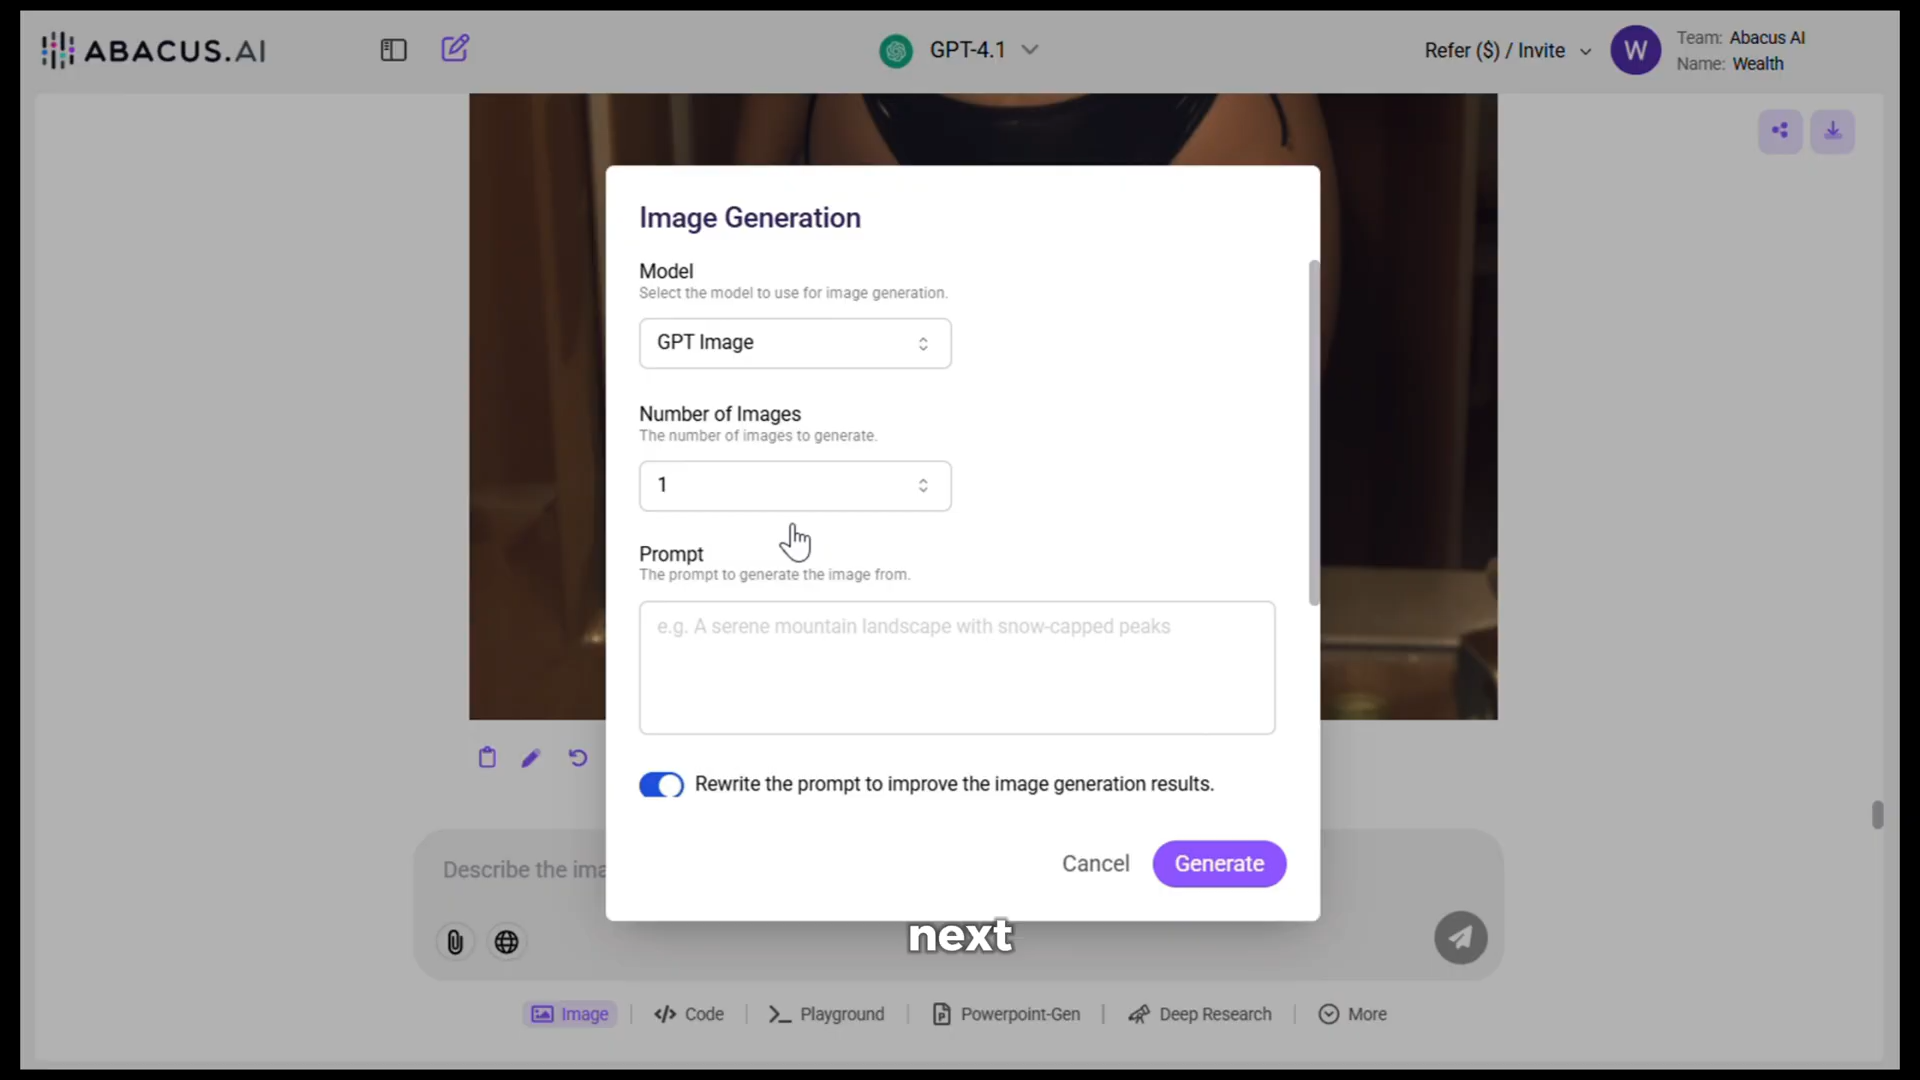 ABACUS.AI
GPT-4.1
Refer ($) / Invite
W
Team: Abacus AI
Name: Wealth
Image Generation
Model
Select the model to use for image generation.
GPT Image
Number of Images
The number of images to generate.
1
Prompt
The prompt to generate the image from.
e.g. A serene mountain landscape with snow-capped peaks
Rewrite the prompt to improve the image generation results.
Cancel
Generate
Describe the ima
next
Image
Code
Playground
Powerpoint-Gen
Deep Research
More